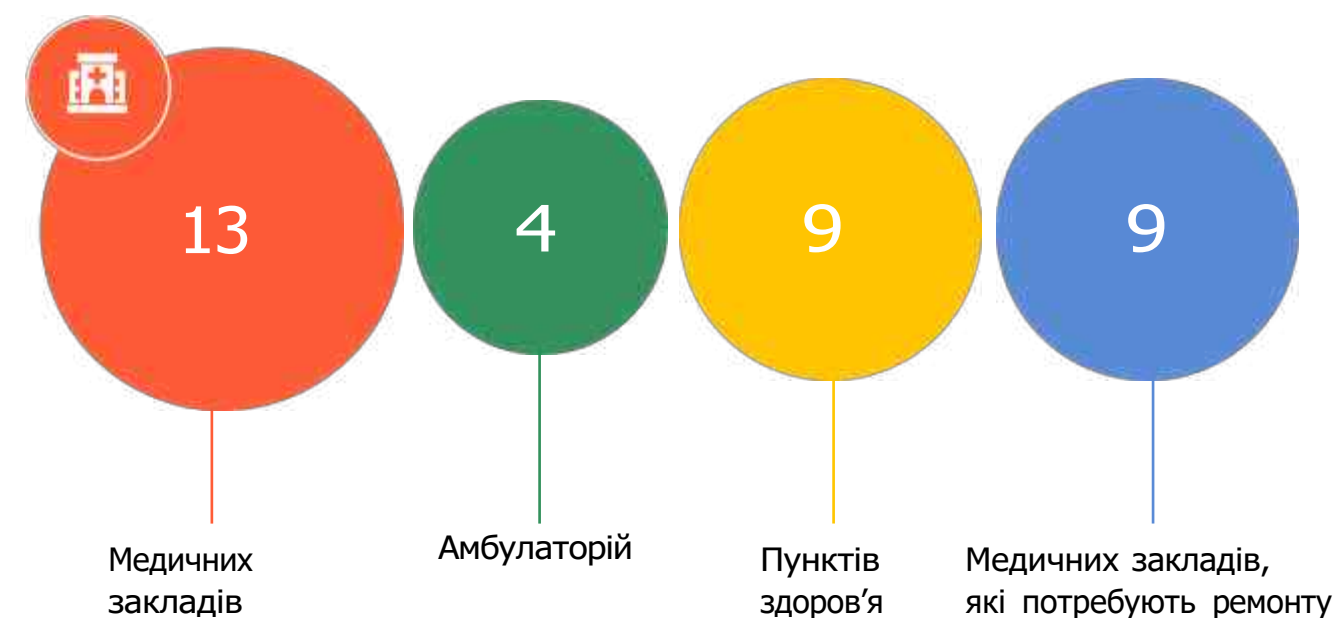 13
4
9
9
Медичних
закладів
Амбулаторій
Пунктів
здоров’я
Медичних закладів,
які потребують ремонту